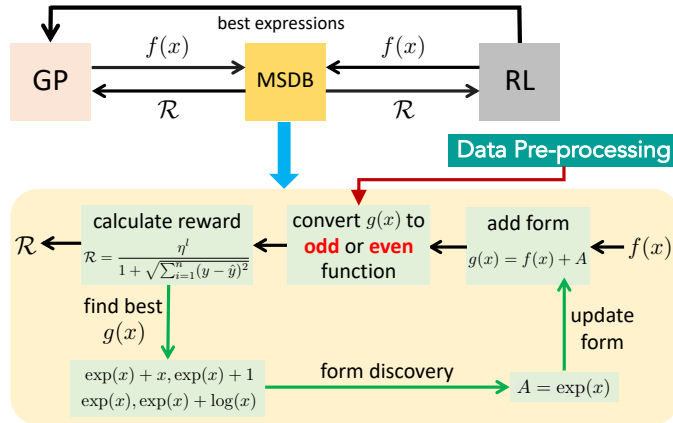 best expressions
f(x)
f(x)
GP
MSDB
RL
R
R
Data Pre-processing
calculate reward
R = η^l / (1 + √(∑_{i=1}^{n}(y − ŷ)^2))
convert g(x) to
odd or even
function
add form
g(x) = f(x) + A
R
f(x)
find best
g(x)
update
form
exp(x) + x, exp(x) + 1
exp(x), exp(x) + log(x)
form discovery
A = exp(x)